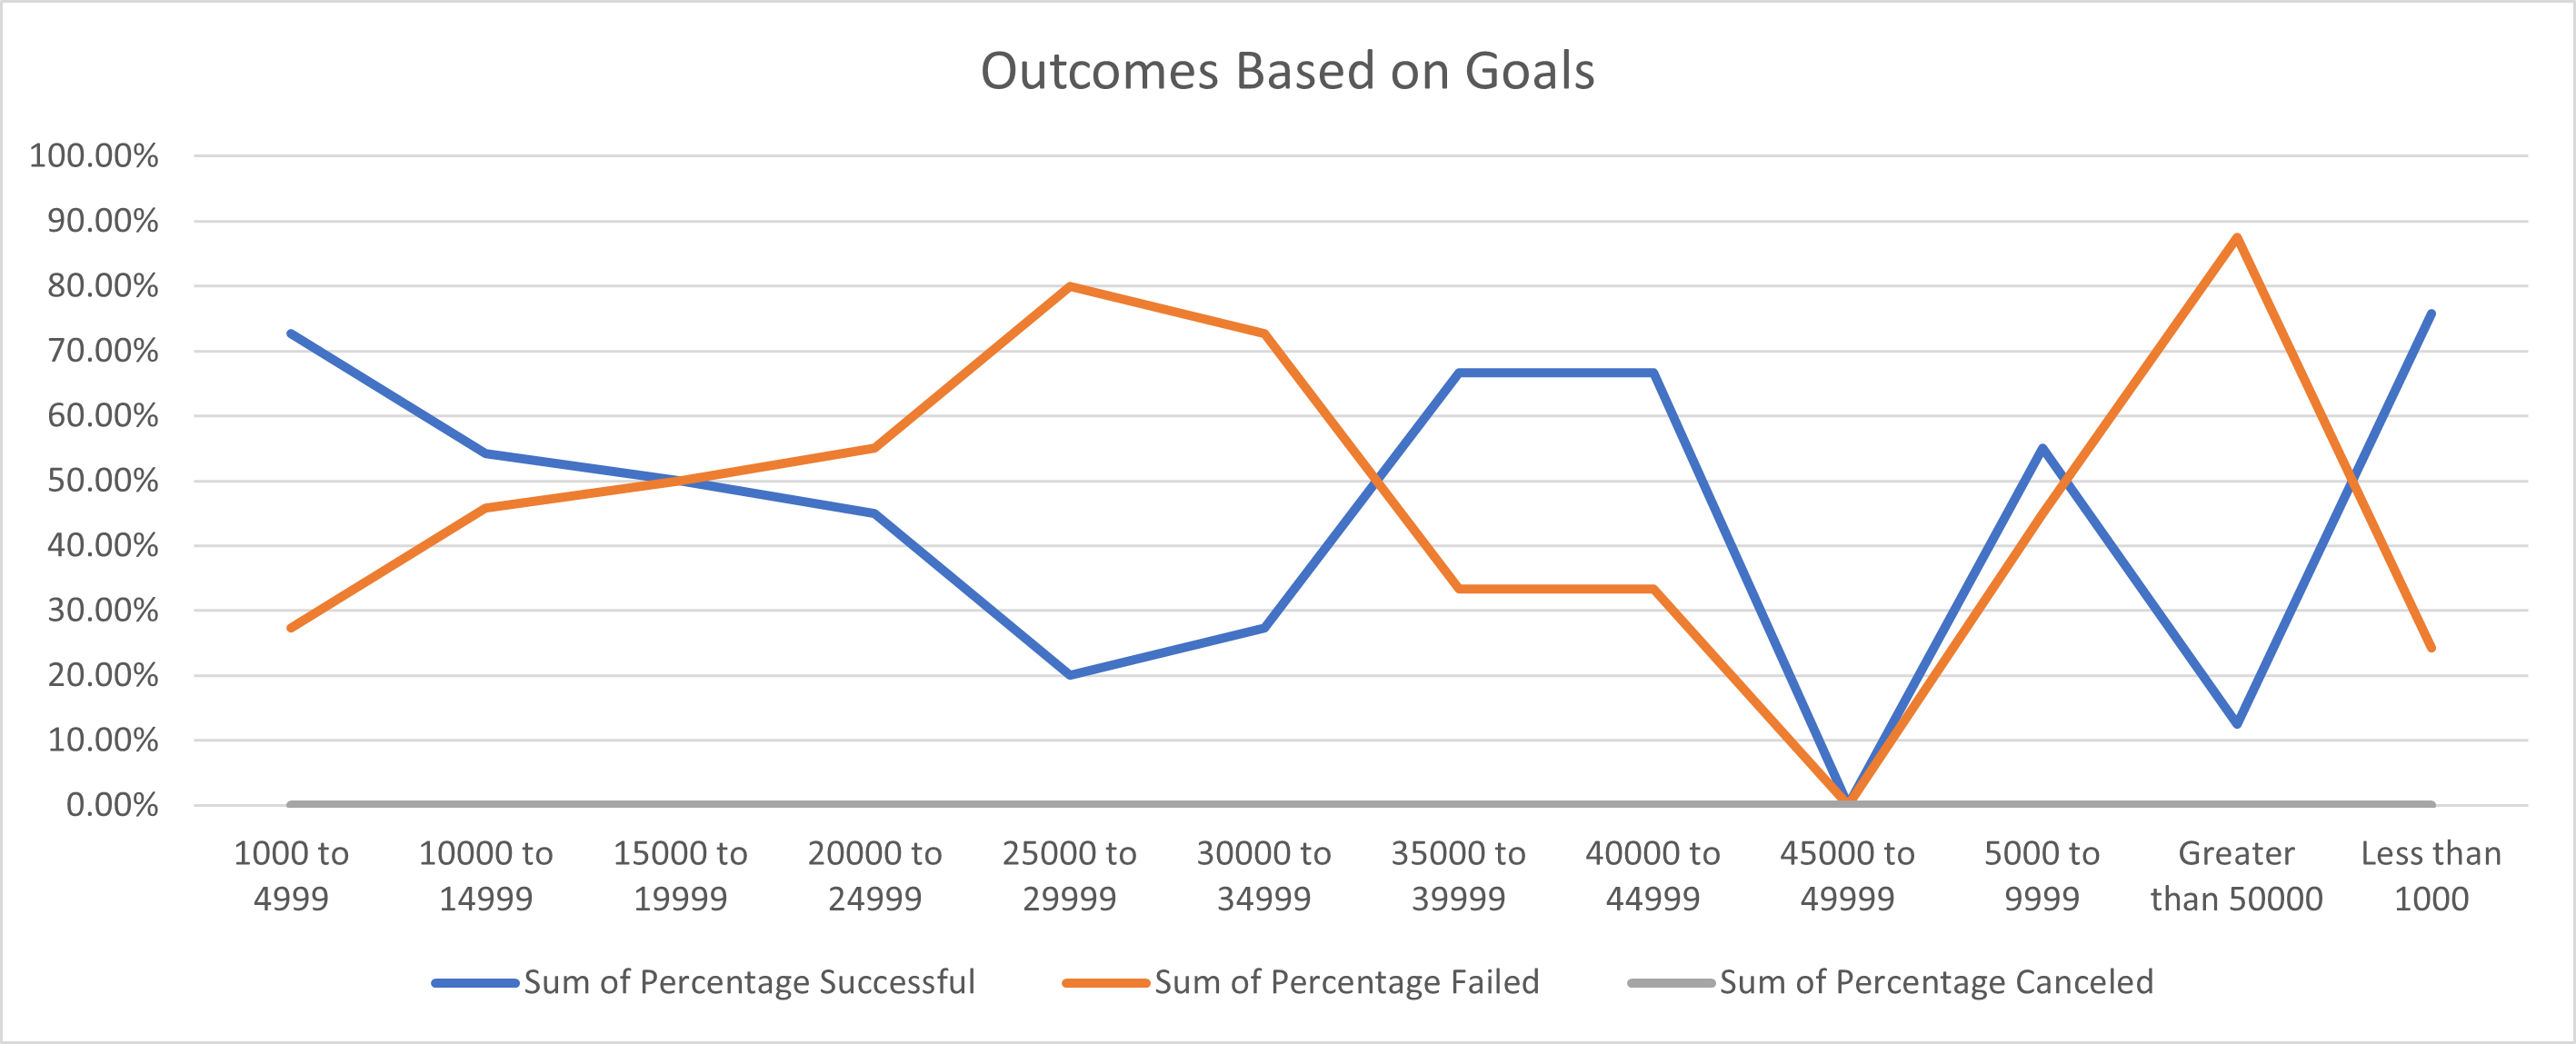 Outcomes Based on Goals
100.00%
90.00%
80.00%
70.00%
60.00%
50.00%
40.00%
30.00%
20.00%
10.00%
0.00%
1000 to
4999
10000 to
14999
15000 to
19999
20000 to
24999
25000 to
29999
30000 to
34999
35000 to
39999
40000 to
44999
45000 to
49999
5000 to
9999
Greater
than 50000
Less than
1000
Sum of Percentage Successful
Sum of Percentage Failed
Sum of Percentage Canceled